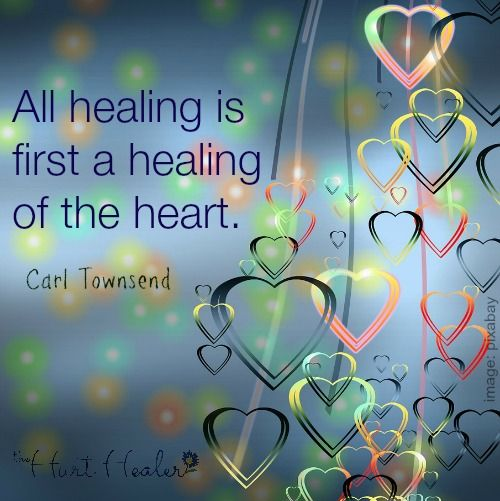 All healing is
first a healing
of the heart.
Carl Townsend
image: pixabay
the Hurt Healer